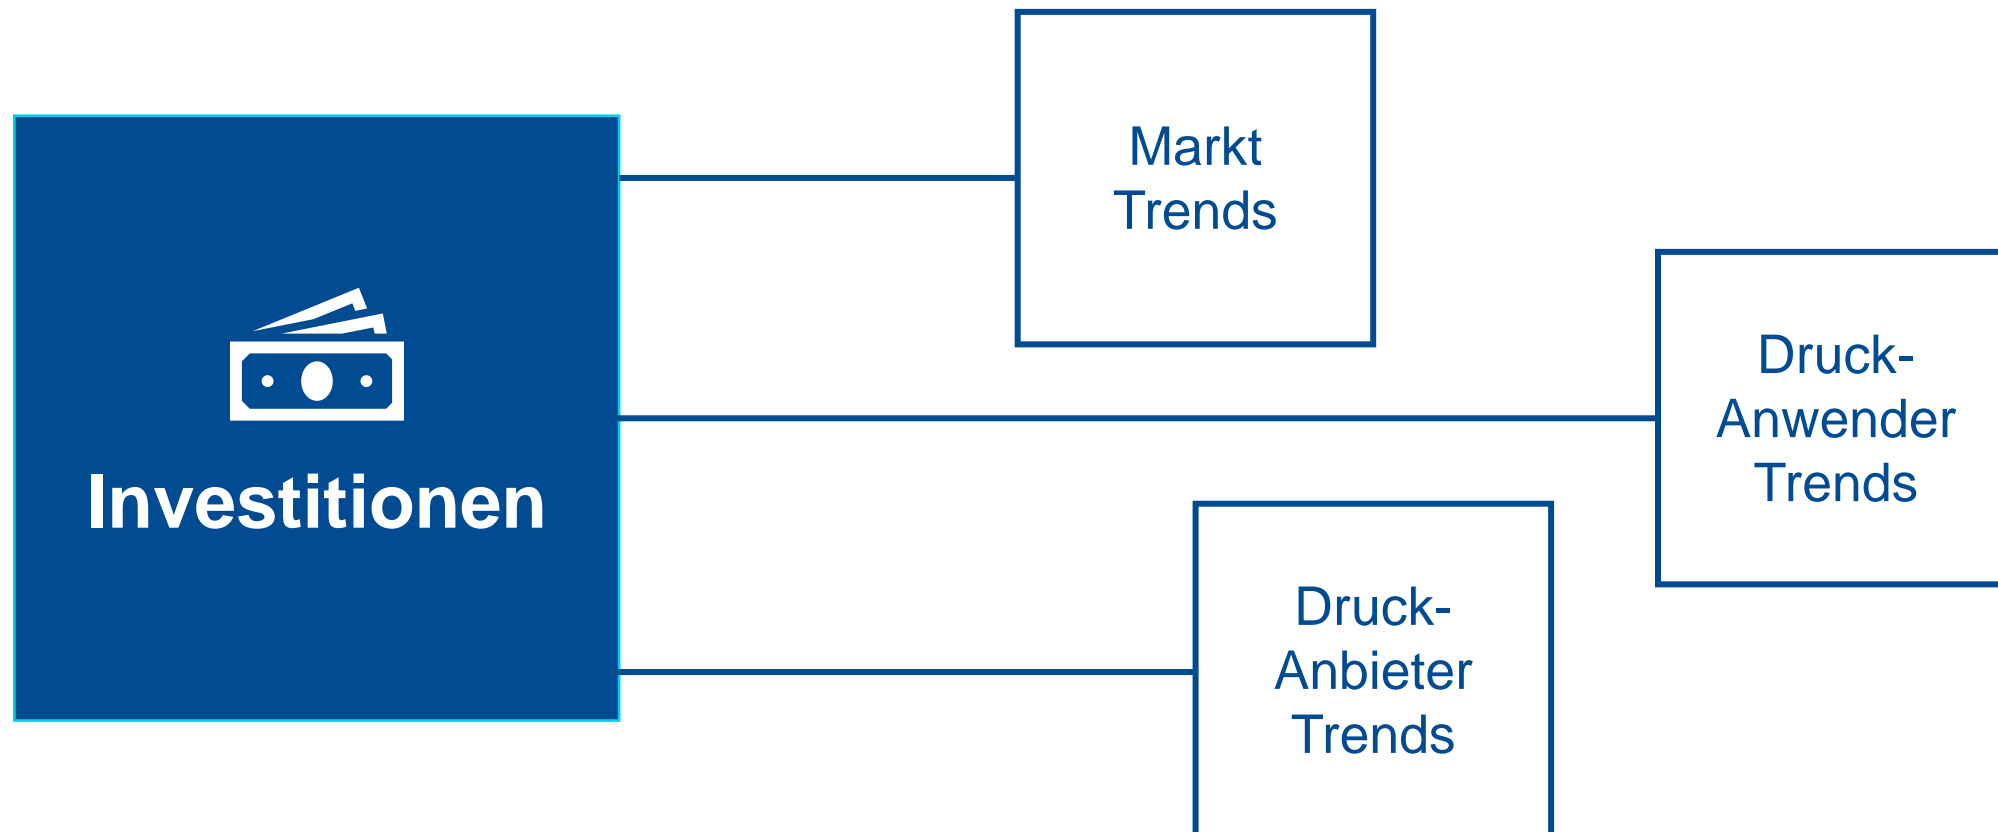 Investitionen
Markt
Trends
Druck-
Anwender
Trends
Druck-
Anbieter
Trends